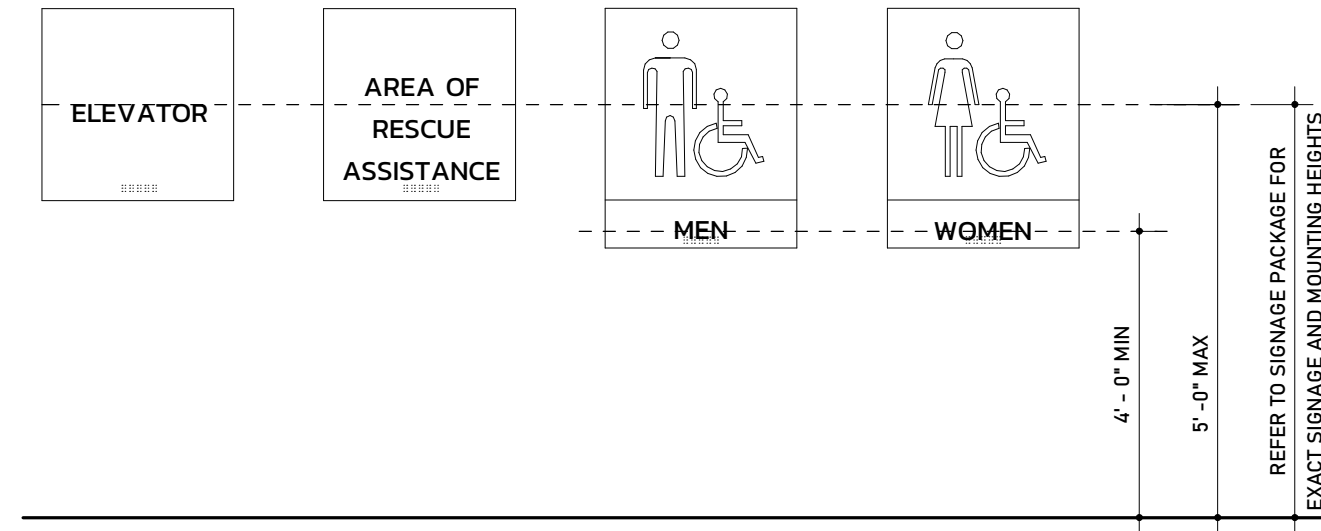 ELEVATOR
AREA OF
RESCUE
ASSISTANCE
MEN
WOMEN
4' - 0" MIN
5' -0" MAX
REFER TO SIGNAGE PACKAGE FOR
EXACT SIGNAGE AND MOUNTING HEIGHTS